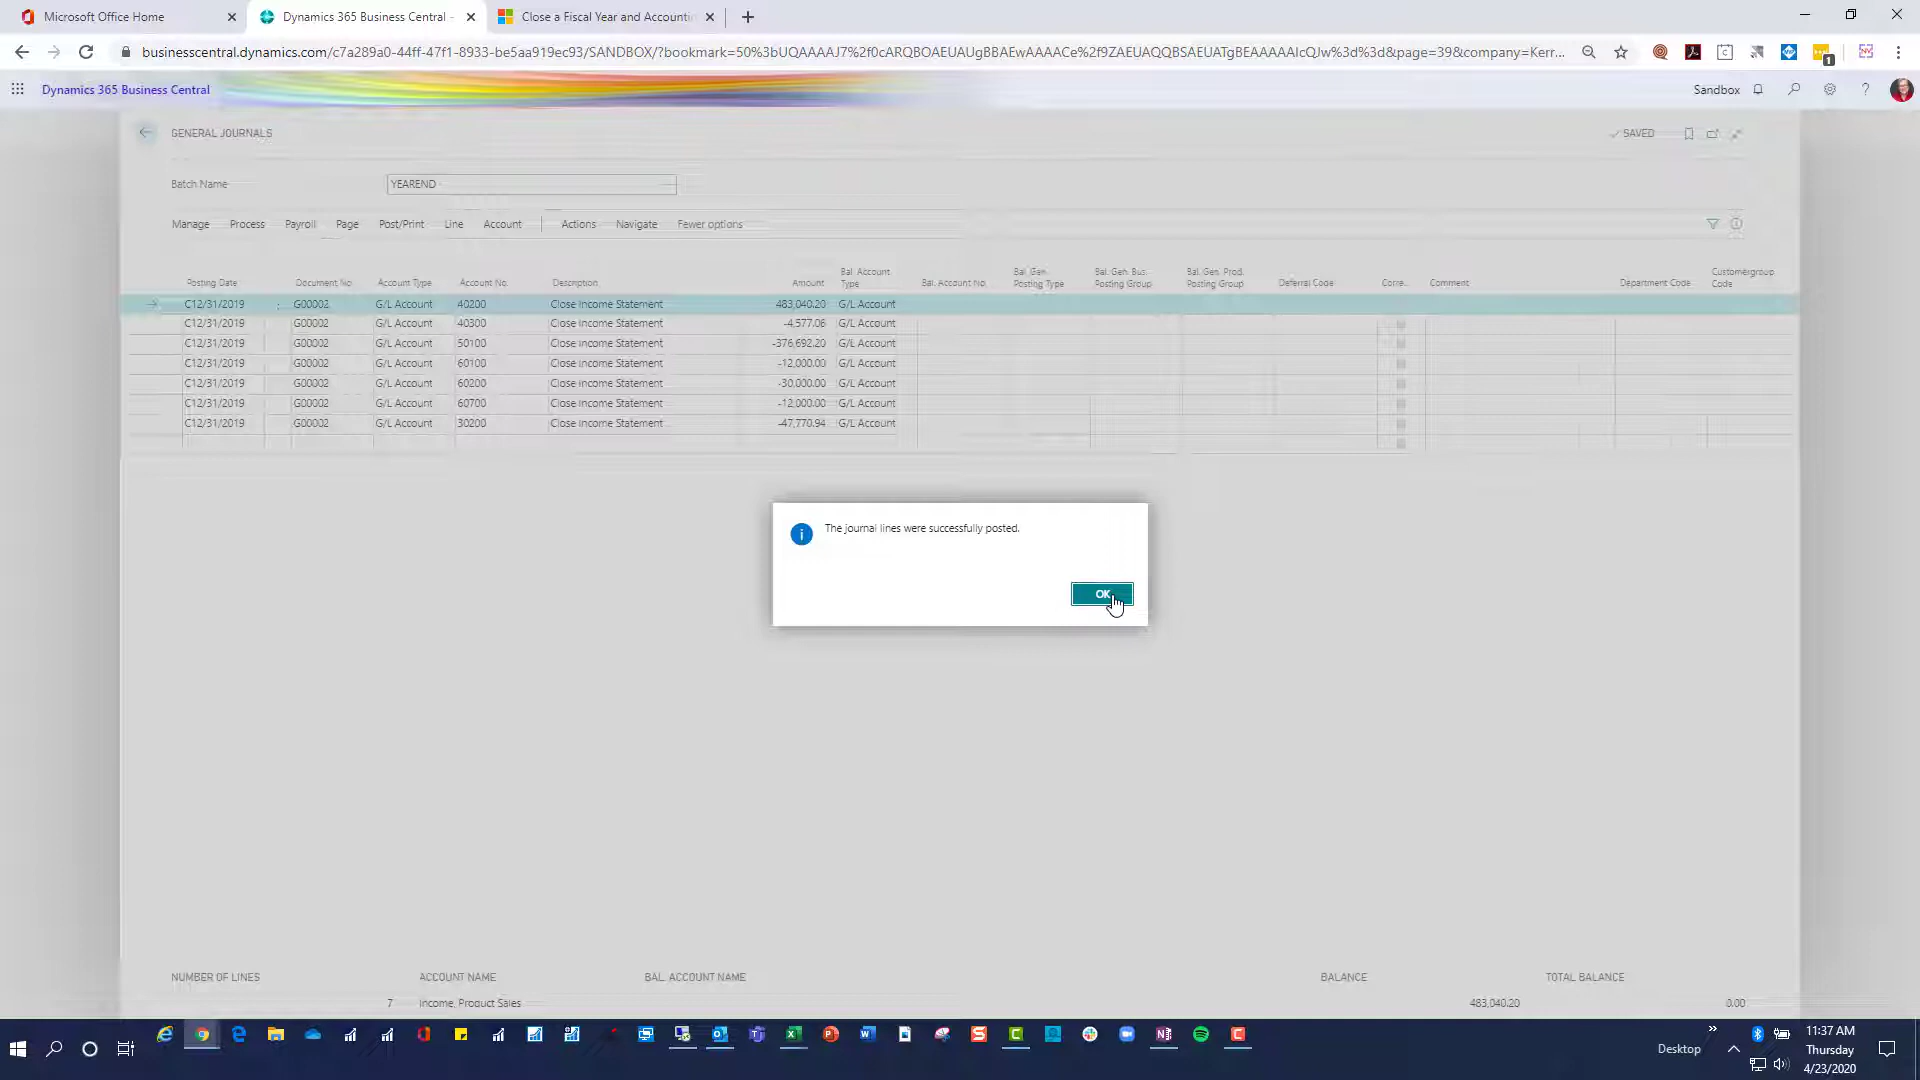 Microsoft Office Home
Dynamics 365 Business Central -
Close a Fiscal Year and Accounti
businesscentral.dynamics.com/c7a289a0-44ff-47f1-8933-be5aa919ec93/SANDBOX/?bookmark=50%3bUQAAAAJ7%2f0cARQBOAEUAUgBBAEwAAAACe%2f9ZAEUAQQBSAEUATgBEAAAAAIcQJw%3d%3d&page=39&company=Kerr...
Dynamics 365 Business Central
Sandbox
GENERAL JOURNALS
SAVED
Batch Name
YEAREND
Manage Process Payroll Page Post/Print Line Account Actions Navigate Fewer options
Posting Date Document No. Account Type Account No. Description Amount Bal. Account Type Bal. Account No. Bal. Gen. Posting Type Bal. Gen. Bus. Posting Group Bal. Gen. Prod. Posting Group Deferral Code Corre... Comment Department Code Customergroup Code
C12/31/2019 G00002 G/L Account 40200 Close Income Statement 483,040.20 G/L Account
C12/31/2019 G00002 G/L Account 40300 Close Income Statement -4,577.06 G/L Account
C12/31/2019 G00002 G/L Account 50100 Close Income Statement -376,692.20 G/L Account
C12/31/2019 G00002 G/L Account 60100 Close Income Statement -12,000.00 G/L Account
C12/31/2019 G00002 G/L Account 60200 Close Income Statement -30,000.00 G/L Account
C12/31/2019 G00002 G/L Account 60700 Close Income Statement -12,000.00 G/L Account
C12/31/2019 G00002 G/L Account 30200 Close Income Statement -47,770.94 G/L Account
The journal lines were successfully posted.
OK
NUMBER OF LINES ACCOUNT NAME BAL. ACCOUNT NAME BALANCE TOTAL BALANCE
7 Income, Product Sales 483,040.20 0.00
Desktop
11:37 AM
Thursday
4/23/2020